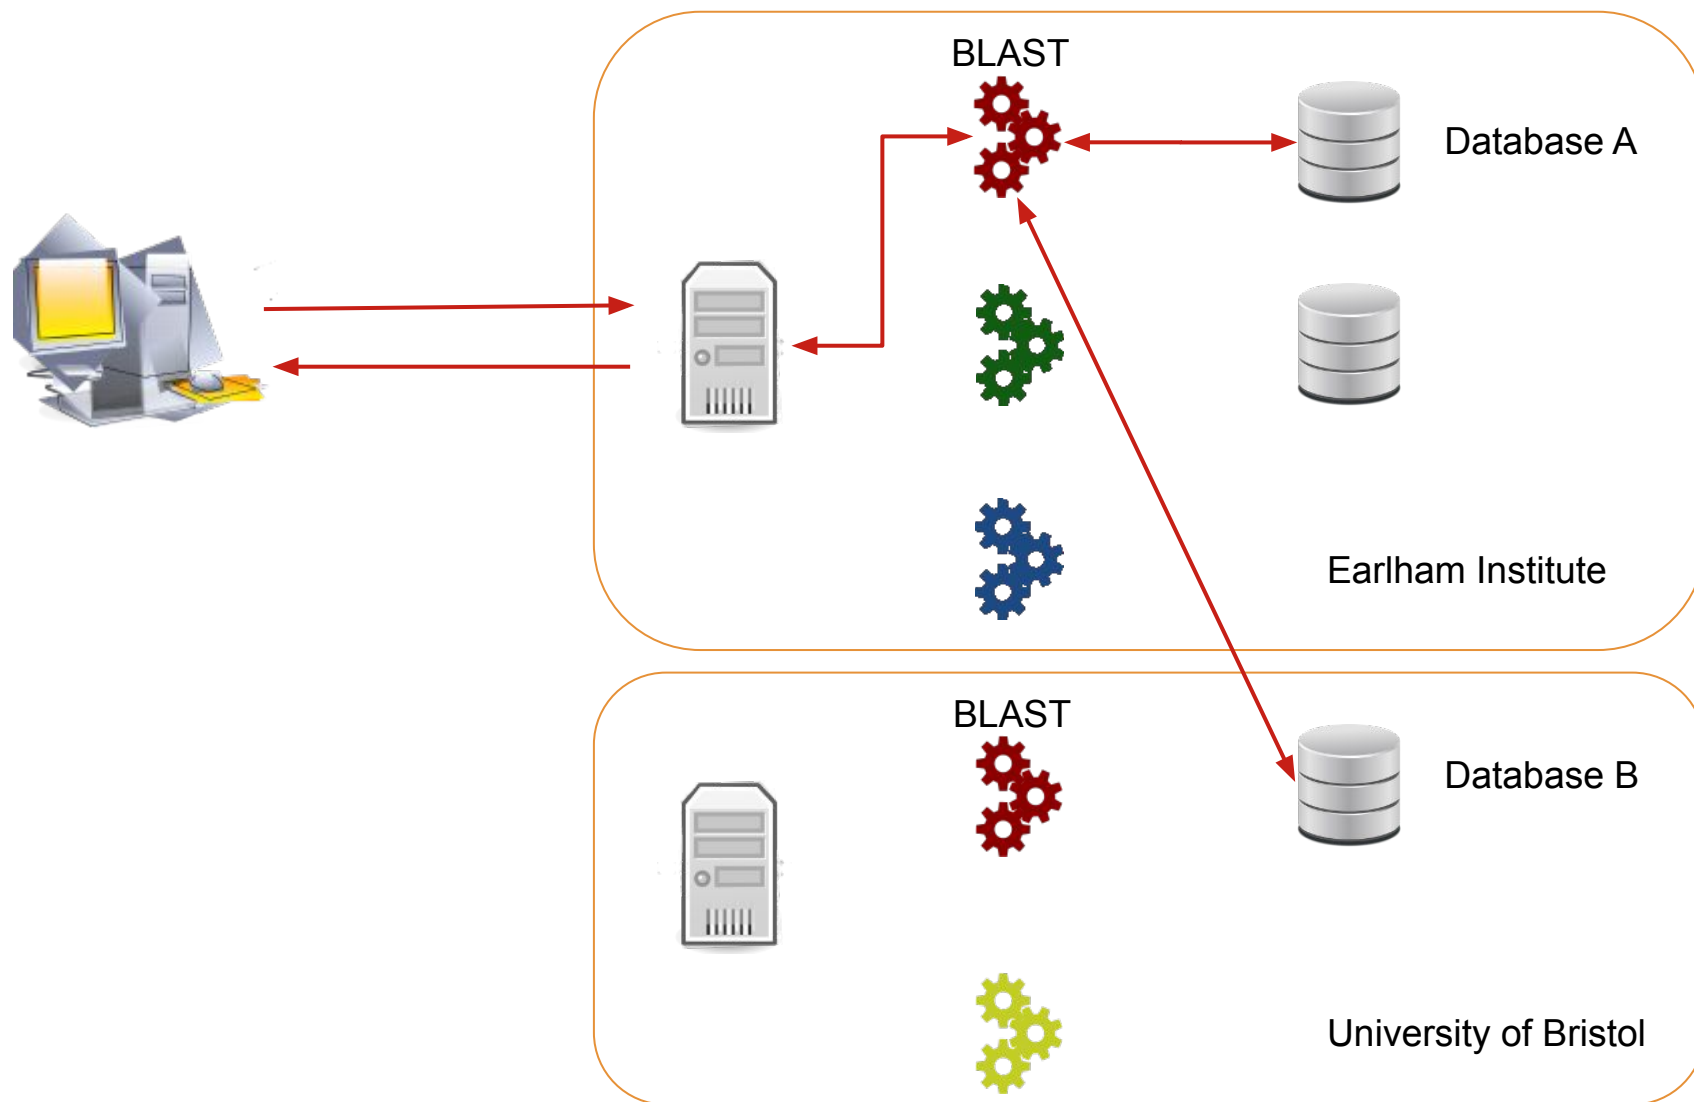 BLAST
Database A
Earlham Institute
BLAST
Database B
University of Bristol